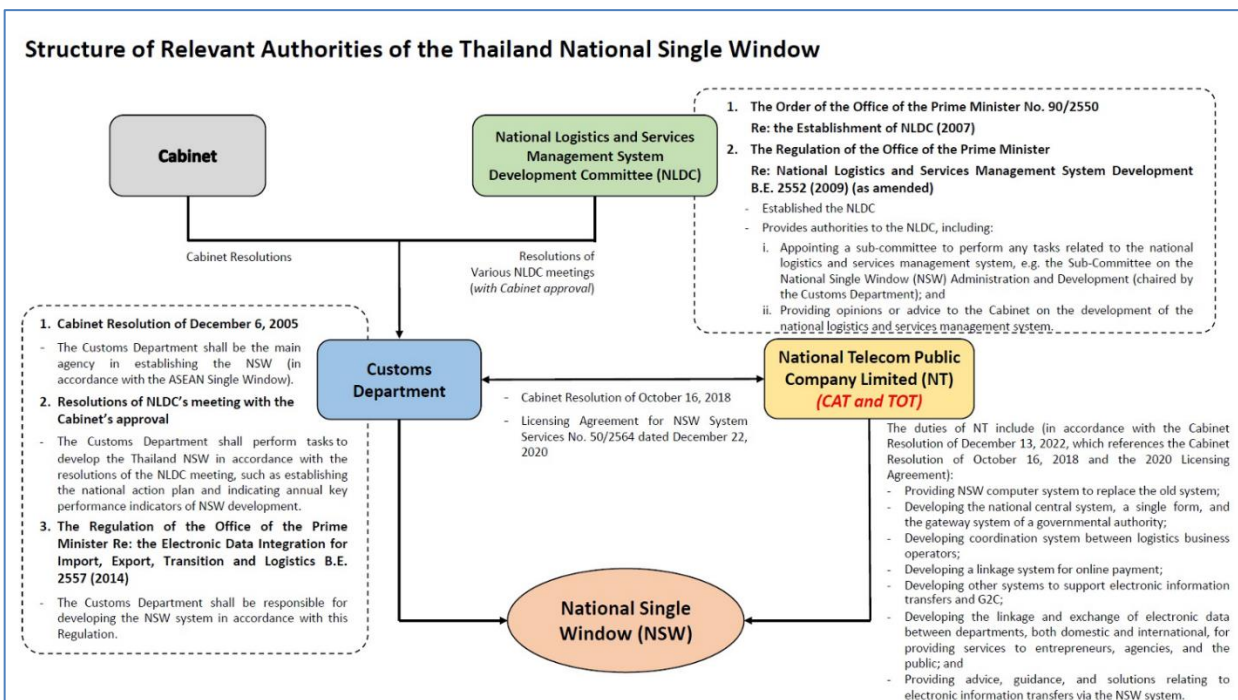 Structure of Relevant Authorities of the Thailand National Single Window
Cabinet
National Logistics and Services
Management System
Development Committee (NLDC)
1. The Order of the Office of the Prime Minister No. 90/2550
Re: the Establishment of NLDC (2007)
2. The Regulation of the Office of the Prime Minister
Re: National Logistics and Services Management System Development
B.E. 2552 (2009) (as amended)
- Established the NLDC
- Provides authorities to the NLDC, including:
i. Appointing a sub-committee to perform any tasks related to the national
logistics and services management system, e.g. the Sub-Committee on the
National Single Window (NSW) Administration and Development (chaired by
the Customs Department); and
ii. Providing opinions or advice to the Cabinet on the development of the
national logistics and services management system.
Cabinet Resolutions
Resolutions of
Various NLDC meetings
(with Cabinet approval)
1. Cabinet Resolution of December 6, 2005
- The Customs Department shall be the main
agency in establishing the NSW (in
accordance with the ASEAN Single Window).
2. Resolutions of NLDC's meeting with the
Cabinet's approval
- The Customs Department shall perform tasks to
develop the Thailand NSW in accordance with the
resolutions of the NLDC meeting, such as establishing
the national action plan and indicating annual key
performance indicators of NSW development.
3. The Regulation of the Office of the Prime
Minister Re: the Electronic Data Integration for
Import, Export, Transition and Logistics B.E.
2557 (2014)
- The Customs Department shall be responsible for
developing the NSW system in accordance with this
Regulation.
Customs
Department
- Cabinet Resolution of October 16, 2018
- Licensing Agreement for NSW System
Services No. 50/2564 dated December 22,
2020
National Telecom Public
Company Limited (NT)
(CAT and TOT)
The duties of NT include (in accordance with the Cabinet
Resolution of December 13, 2022, which references the Cabinet
Resolution of October 16, 2018 and the 2020 Licensing
Agreement):
- Providing NSW computer system to replace the old system;
- Developing the national central system, a single form, and
the gateway system of a governmental authority;
- Developing coordination system between logistics business
operators;
- Developing a linkage system for online payment;
- Developing other systems to support electronic information
transfers and G2C;
- Developing the linkage and exchange of electronic data
between departments, both domestic and international, for
providing services to entrepreneurs, agencies, and the
public; and
- Providing advice, guidance, and solutions relating to
electronic information transfers via the NSW system.
National Single
Window (NSW)